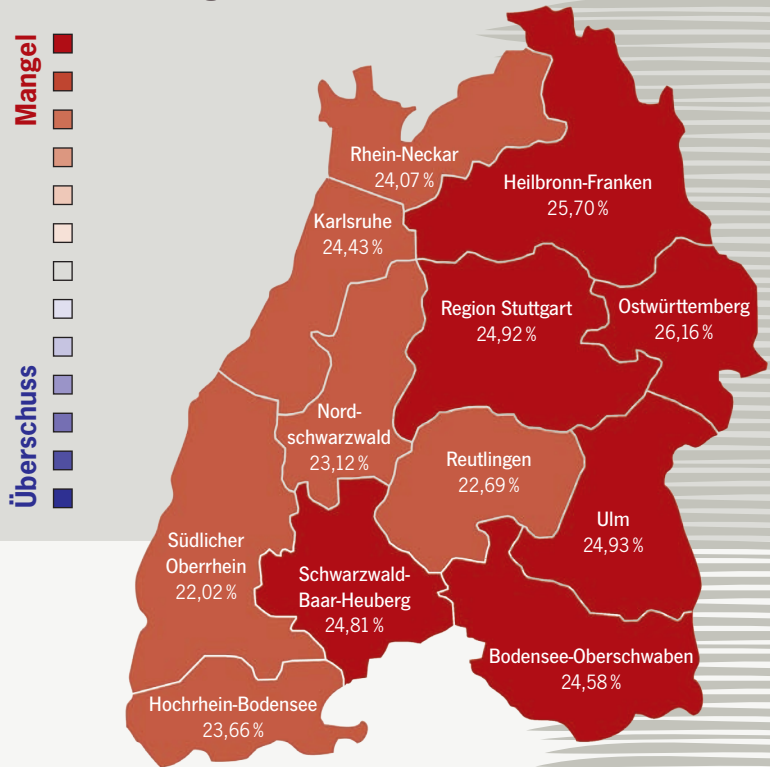 Mangel
Überschuss
Rhein-Neckar
24,07 %
Heilbronn-Franken
25,70 %
Karlsruhe
24,43 %
Region Stuttgart
24,92 %
Ostwürttemberg
26,16 %
Nord-
schwarzwald
23,12 %
Reutlingen
22,69 %
Ulm
24,93 %
Südlicher
Oberrhein
22,02 %
Schwarzwald-
Baar-Heuberg
24,81 %
Bodensee-Oberschwaben
24,58 %
Hochrhein-Bodensee
23,66 %